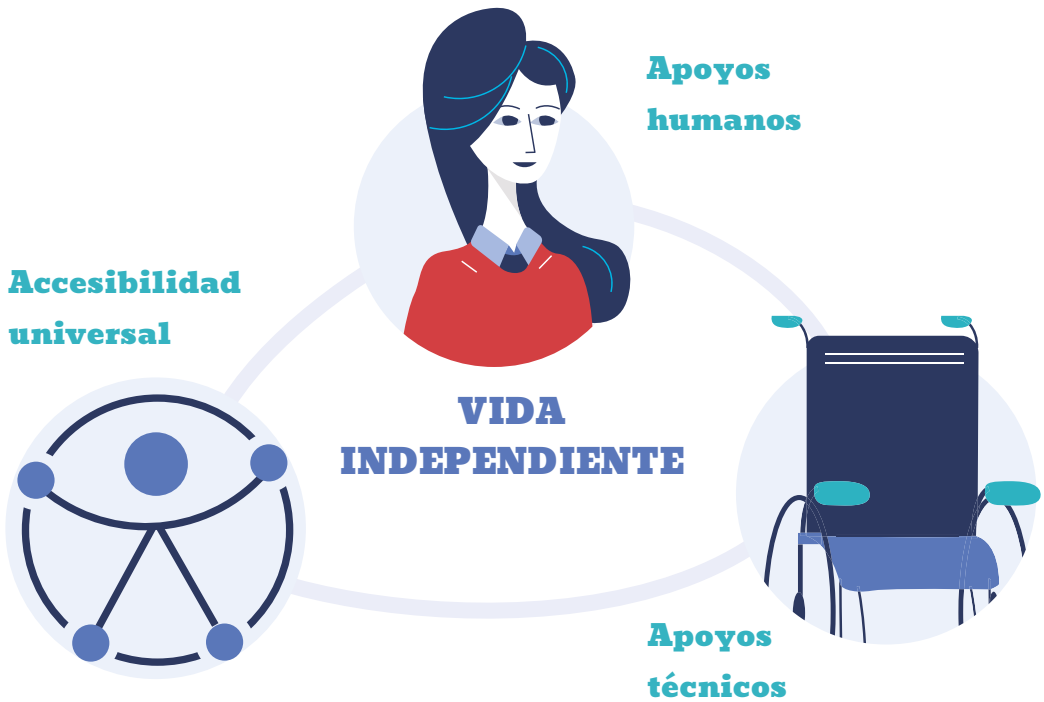 Apoyos
humanos
Accesibilidad
universal
VIDA
INDEPENDIENTE
Apoyos
técnicos